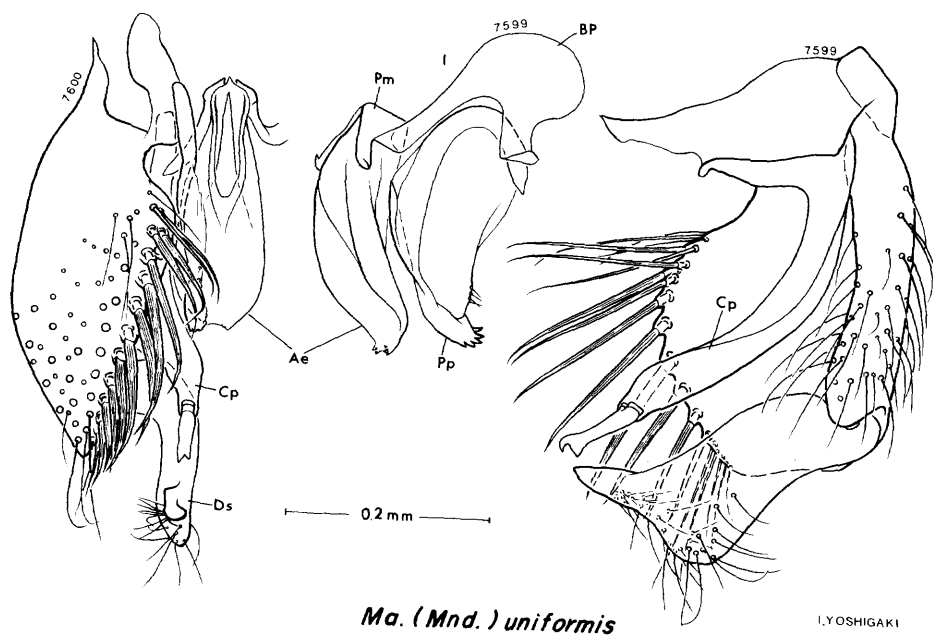 7600
7599
BP
Pm
7599
Cp
Ae
Pp
Cp
Ds
0.2 mm
Ma. (Mnd.) uniformis
I. YOSHIGAKI